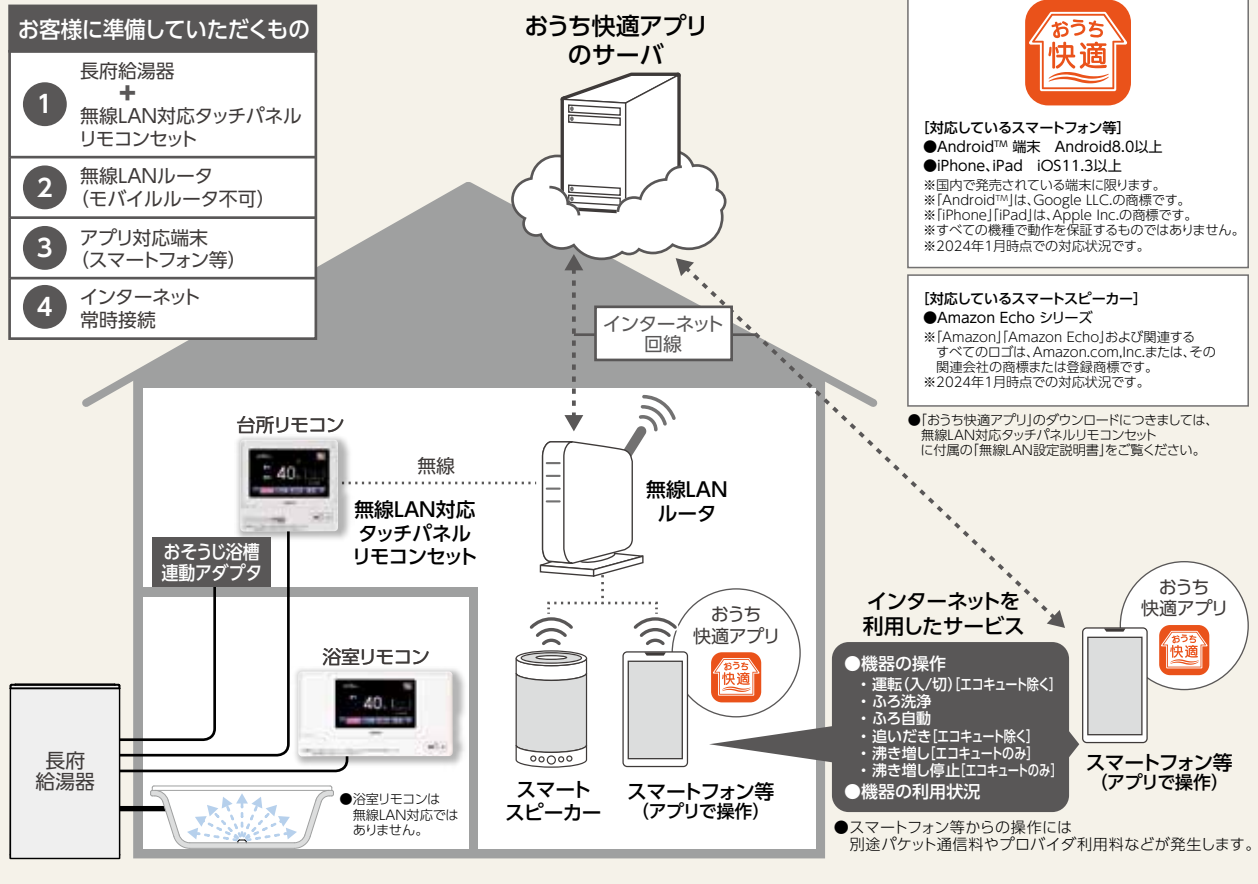 お客様に準備していただくもの
1
長府給湯器
+
無線LAN対応タッチパネル
リモコンセット
2
無線LANルータ
(モバイルルータ不可)
3
アプリ対応端末
(スマートフォン等)
4
インターネット
常時接続
おうち快適アプリ
のサーバ
インターネット
回線
おうち
快適
[対応しているスマートフォン等]
●Android™ 端末 Android8.0以上
●iPhone、iPad iOS11.3以上
※国内で発売されている端末に限ります。
※「Android™」は、Google LLC.の商標です。
※「iPhone」「iPad」は、Apple Inc.の商標です。
※すべての機種で動作を保証するものではありません。
※2024年1月時点での対応状況です。
[対応しているスマートスピーカー]
●Amazon Echo シリーズ
※「Amazon」「Amazon Echo」および関連する
すべてのロゴは、Amazon.com,Inc.または、その
関連会社の商標または登録商標です。
※2024年1月時点での対応状況です。
●「おうち快適アプリ」のダウンロードにつきましては、
無線LAN対応タッチパネルリモコンセット
に付属の「無線LAN設定説明書」をご覧ください。
台所リモコン
40
無線
無線LAN対応
タッチパネル
リモコンセット
無線LAN
ルータ
おそうじ浴槽
連動アダプタ
浴室リモコン
40
長府
給湯器
●浴室リモコンは
無線LAN対応では
ありません。
スマート
スピーカー
おうち
快適アプリ
おうち
快適
スマートフォン等
(アプリで操作)
インターネットを
利用したサービス
●機器の操作
・運転(入/切)[エコキュート除く]
・ふろ洗浄
・ふろ自動
・追いだき[エコキュート除く]
・沸き増し[エコキュートのみ]
・沸き増し停止[エコキュートのみ]
●機器の利用状況
おうち
快適アプリ
おうち
快適
スマートフォン等
(アプリで操作)
●スマートフォン等からの操作には
別途パケット通信料やプロバイダ利用料などが発生します。